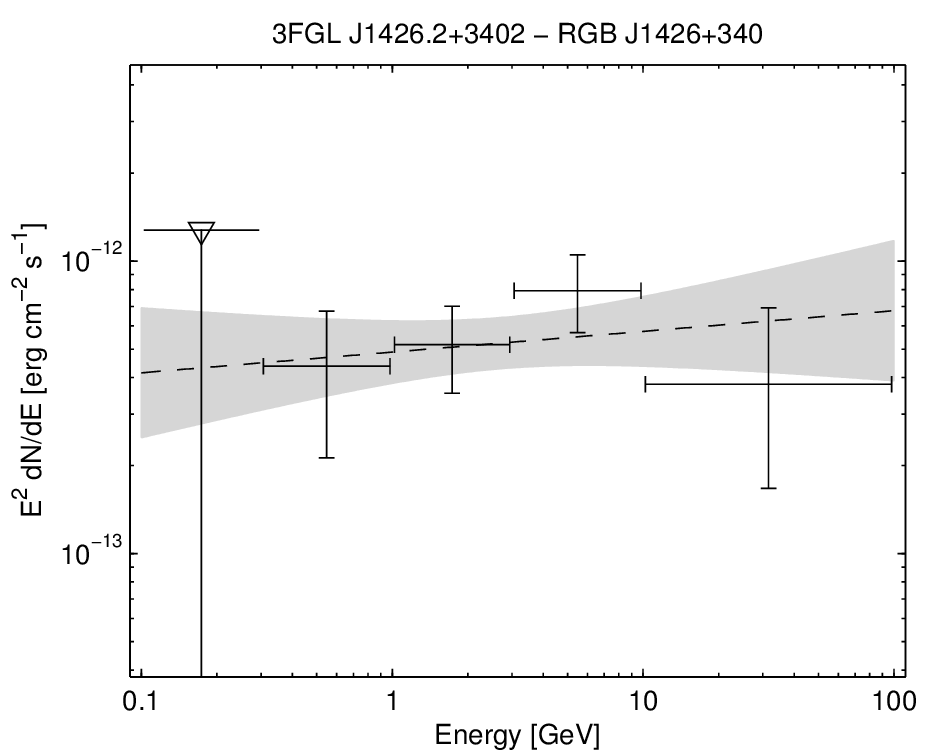 3FGL J1426.2+3402 − RGB J1426+340
E² dN/dE [erg cm⁻² s⁻¹]
10⁻¹²
10⁻¹³
0.1 1 10 100
Energy [GeV]